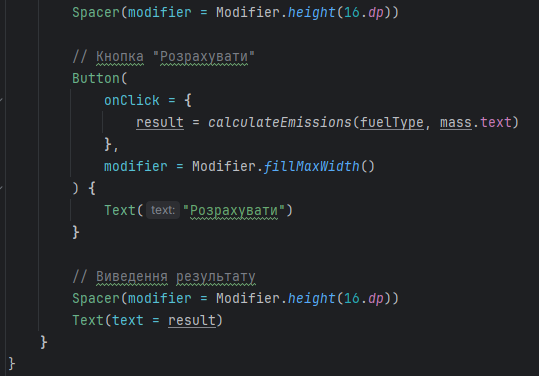 Spacer(modifier = Modifier.height(16.dp))
// Кнопка "Розрахувати"
Button(
onClick = {
result = calculateEmissions(fuelType, mass.text)
},
modifier = Modifier.fillMaxWidth()
) {
Text( text: "Розрахувати")
}
// Виведення результату
Spacer(modifier = Modifier.height(16.dp))
Text(text = result)
}
}